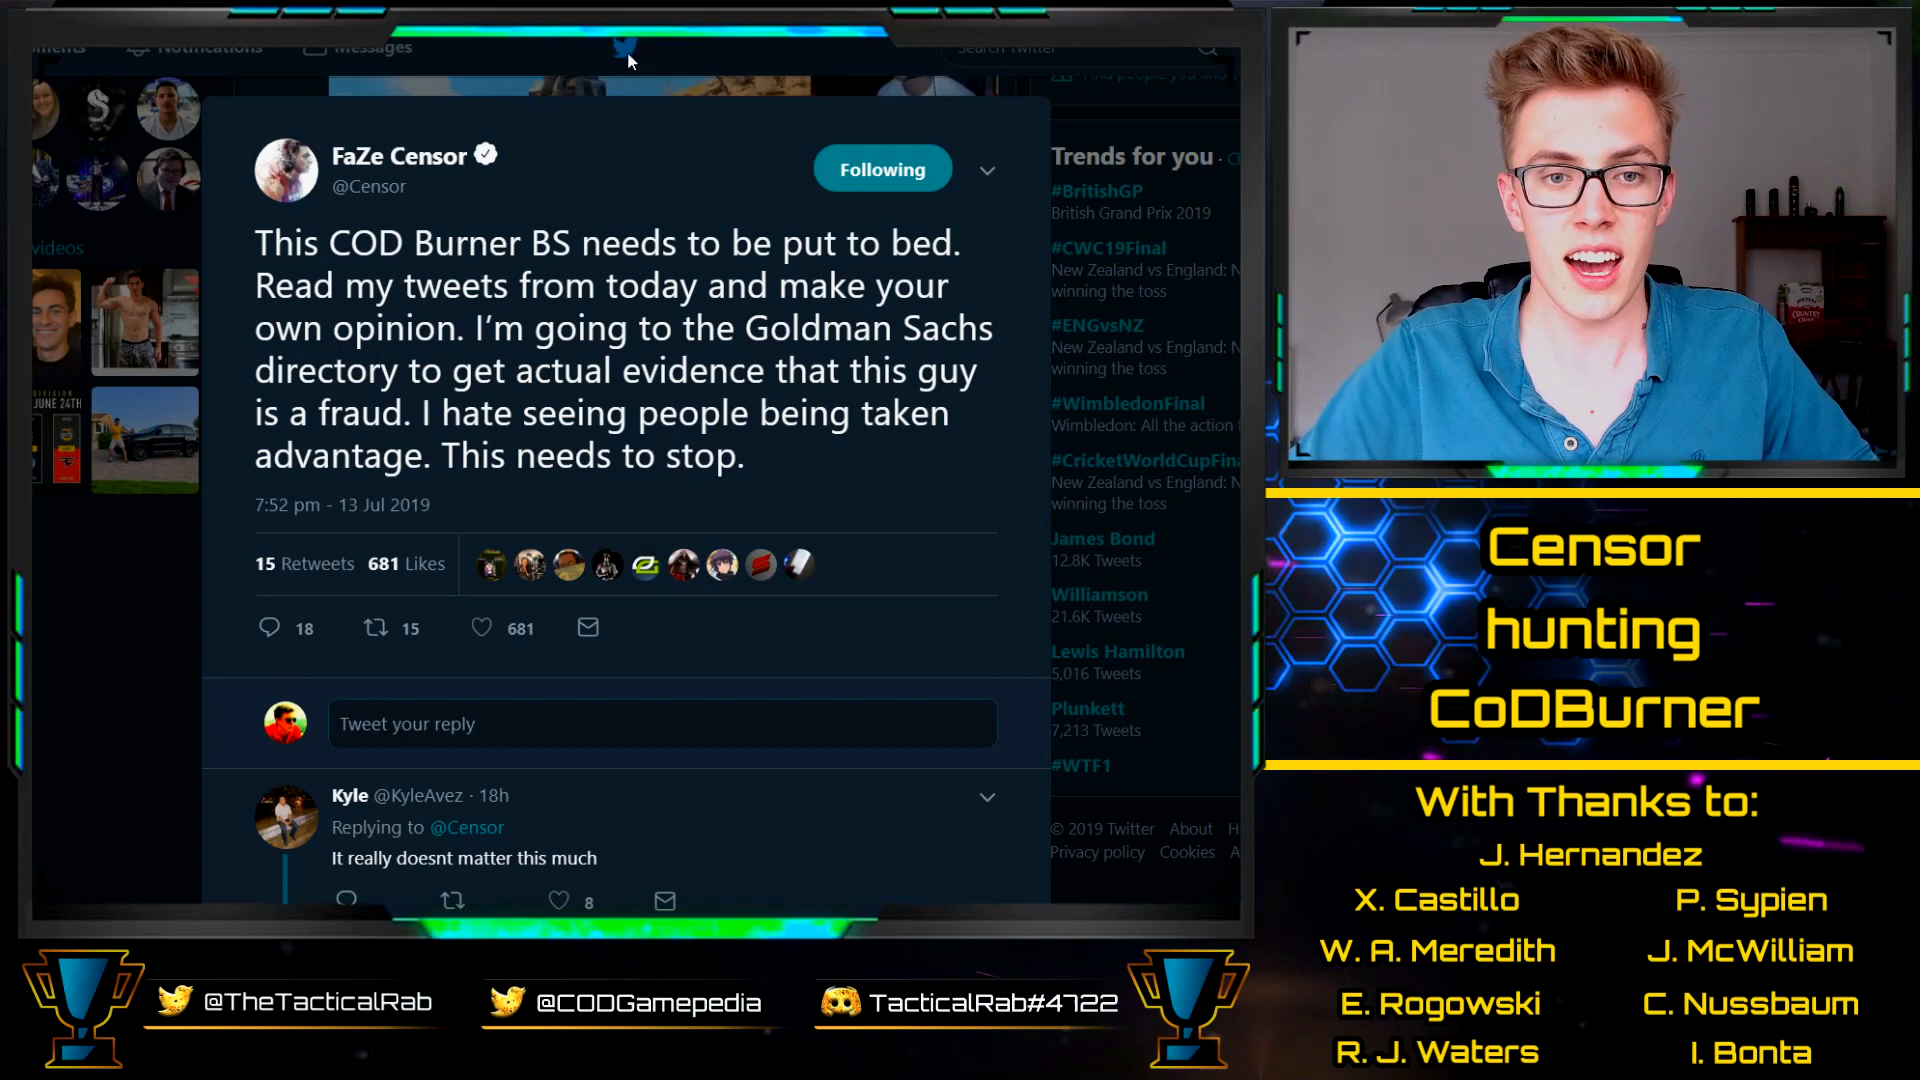 Notifications
Messages
Search Twitter
FaZe Censor
@Censor
Following
This COD Burner BS needs to be put to bed.
Read my tweets from today and make your
own opinion. I’m going to the Goldman Sachs
directory to get actual evidence that this guy
is a fraud. I hate seeing people being taken
advantage. This needs to stop.
7:52 pm - 13 Jul 2019
15 Retweets 681 Likes
18
15
681
Tweet your reply
Kyle @KyleAvez · 18h
Replying to @Censor
It really doesnt matter this much
8
videos
JUNE 24TH
Trends for you ·
#BritishGP
British Grand Prix 2019
#CWC19Final
New Zealand vs England: N
winning the toss
#ENGvsNZ
New Zealand vs England: N
winning the toss
#WimbledonFinal
Wimbledon: All the action
#CricketWorldCupFin
New Zealand vs England: N
winning the toss
James Bond
12.8K Tweets
Williamson
21.6K Tweets
Lewis Hamilton
5,016 Tweets
Plunkett
7,213 Tweets
#WTF1
© 2019 Twitter About H
Privacy policy Cookies A
Censor
hunting
CoDBurner
With Thanks to:
J. Hernandez
X. Castillo
P. Sypien
W. A. Meredith
J. McWilliam
E. Rogowski
C. Nussbaum
R. J. Waters
I. Bonta
@TheTacticalRab
@CODGamepedia
TacticalRab#4722